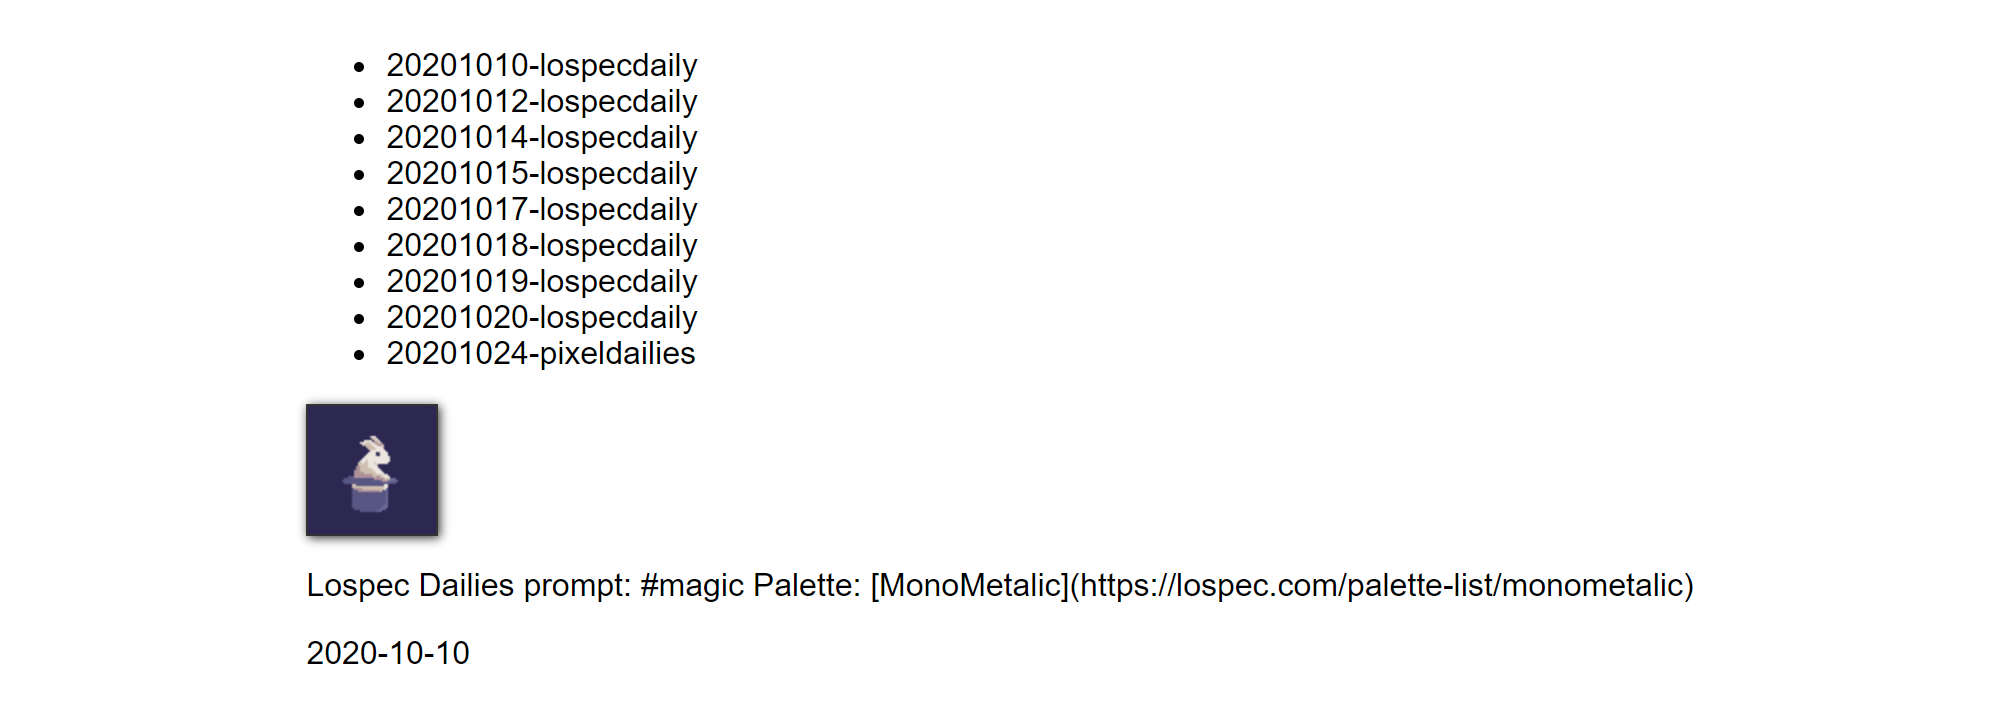 20201010-lospecdaily
20201012-lospecdaily
20201014-lospecdaily
20201015-lospecdaily
20201017-lospecdaily
20201018-lospecdaily
20201019-lospecdaily
20201020-lospecdaily
20201024-pixeldailies
Lospec Dailies prompt: #magic Palette: [MonoMetalic](https://lospec.com/palette-list/monometalic)
2020-10-10